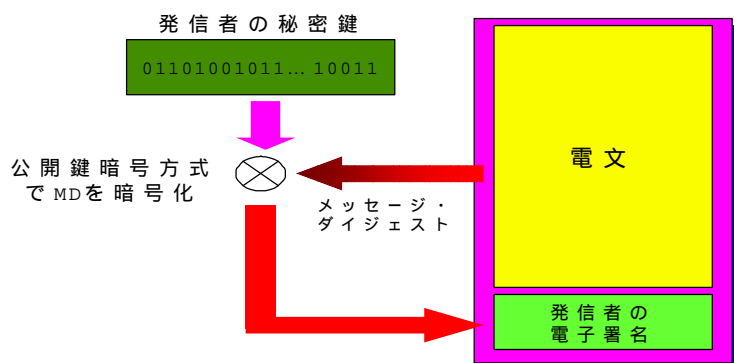 発信者の秘密鍵
01101001011… 10011
公開鍵暗号方式
でMDを暗号化
メッセージ・
ダイジェスト
電文
発信者の
電子署名